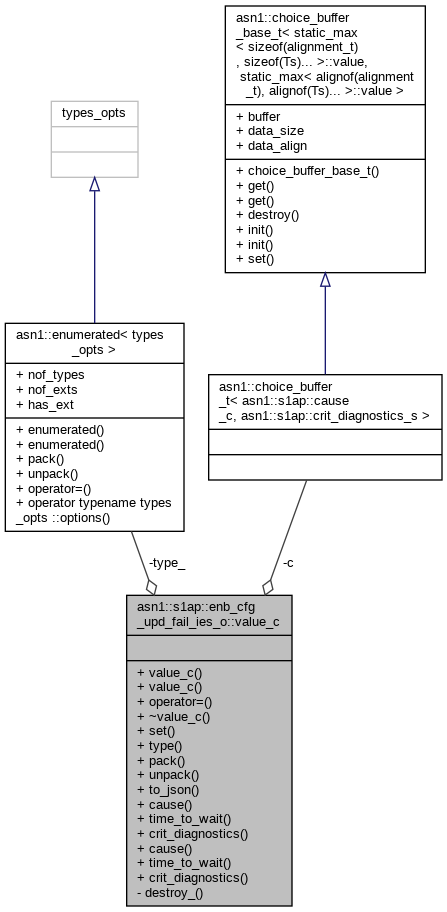 asn1::choice_buffer
_base_t< static_max
< sizeof(alignment_t)
, sizeof(Ts)... >::value,
static_max< alignof(alignment
_t), alignof(Ts)... >::value >
+ buffer
+ data_size
+ data_align
+ choice_buffer_base_t()
+ get()
+ get()
+ destroy()
+ init()
+ init()
+ set()
types_opts
asn1::enumerated< types
_opts >
+ nof_types
+ nof_exts
+ has_ext
+ enumerated()
+ enumerated()
+ pack()
+ unpack()
+ operator=()
+ operator typename types
_opts ::options()
asn1::choice_buffer
_t< asn1::s1ap::cause
_c, asn1::s1ap::crit_diagnostics_s >
-type_
-c
asn1::s1ap::enb_cfg
_upd_fail_ies_o::value_c
+ value_c()
+ value_c()
+ operator=()
+ ~value_c()
+ set()
+ type()
+ pack()
+ unpack()
+ to_json()
+ cause()
+ time_to_wait()
+ crit_diagnostics()
+ cause()
+ time_to_wait()
+ crit_diagnostics()
- destroy_()